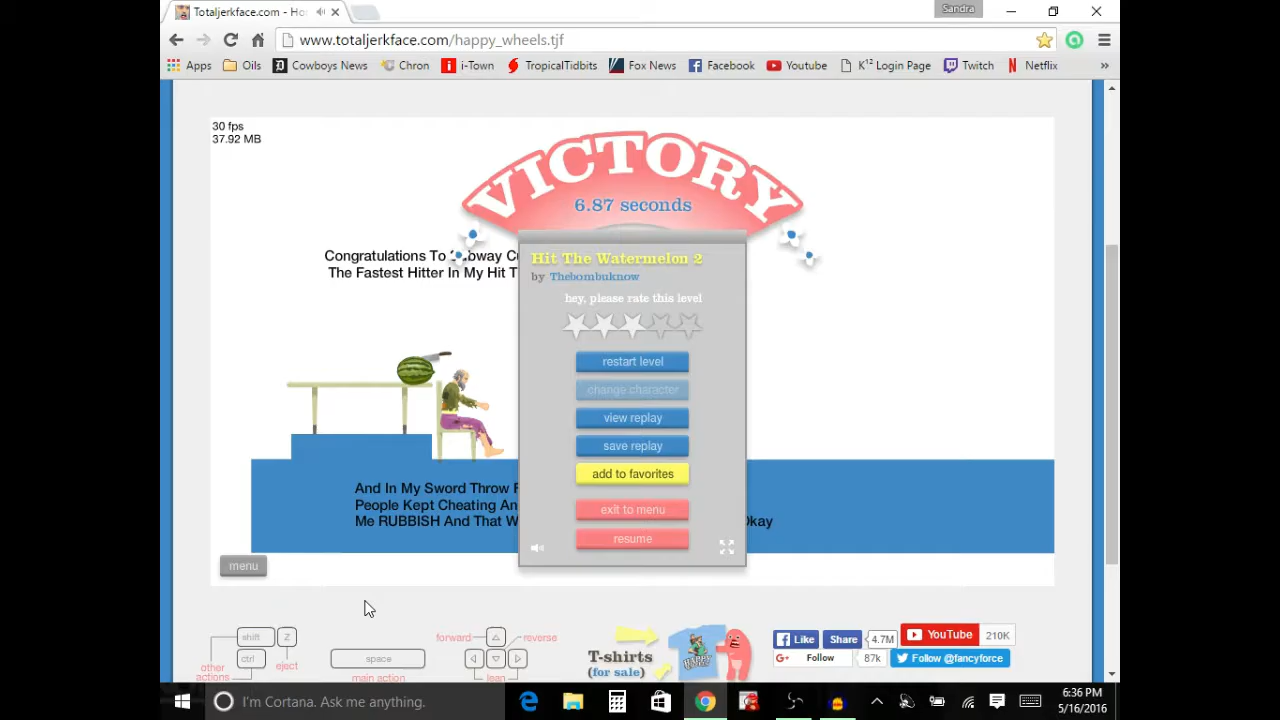 Totaljerkface.com - Ho
Sandra
www.totaljerkface.com/happy_wheels.tjf
Apps Oils Cowboys News Chron i-Town TropicalTidbits Fox News Facebook Youtube K¹² Login Page Twitch Netflix »
30 fps
37.92 MB
VICTORY
6.87 seconds
Congratulations To Subway C
The Fastest Hitter In My Hit T
Hit The Watermelon 2
by Thebombuknow
hey, please rate this level
restart level
change character
view replay
save replay
add to favorites
exit to menu
resume
And In My Sword Throw
People Kept Cheating An
Me RUBBISH And That W
Okay
menu
shift Z
ctrl
eject
other
actions
space
main action
forward
reverse
lean
T-shirts
(for sale)
Like Share 4.7M
YouTube 210K
Follow 87k
Follow @fancyforce
I'm Cortana. Ask me anything.
6:36 PM
5/16/2016